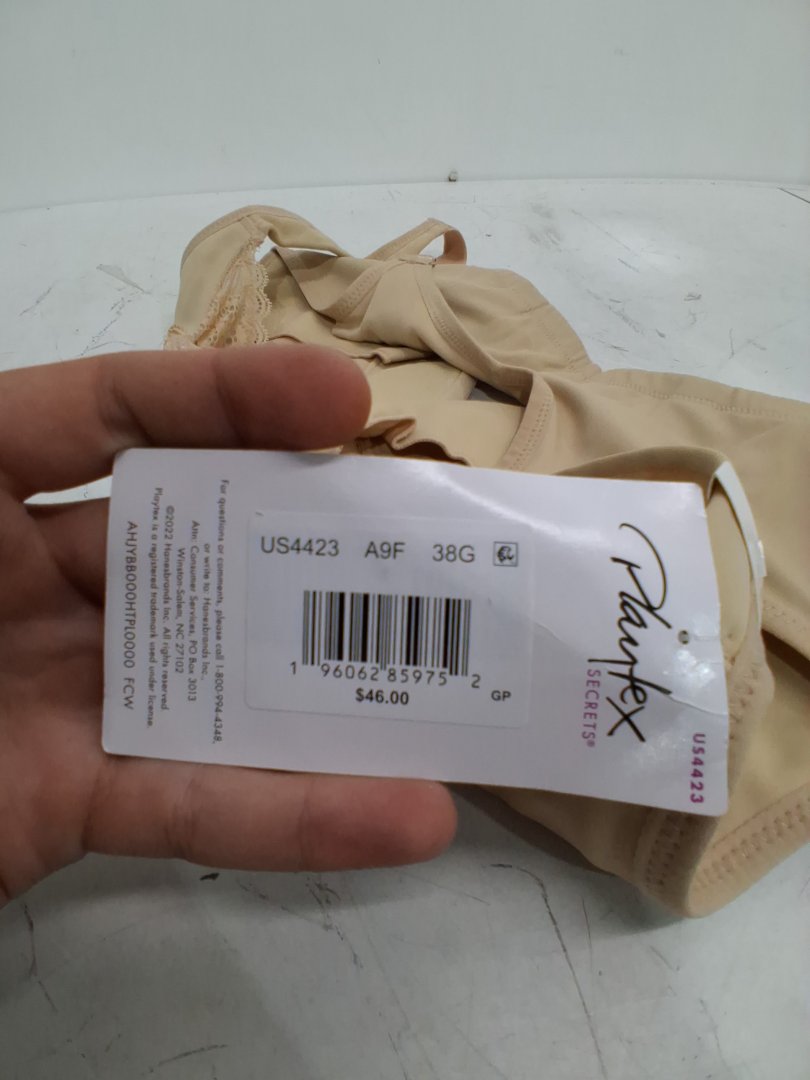 US4423 A9F 38G
1 96062 85975 2
$46.00
GP
Playtex
SECRETS®
US4423
For questions or comments, please call 1-800-994-4348,
or write to: Hanesbrands Inc.,
Attn: Consumer Services, PO Box 3013
Winston-Salem, NC 27102
©2022 Hanesbrands Inc. All rights reserved
Playtex is a registered trademark used under license.
AHJYBB000HTPL0000 FCW